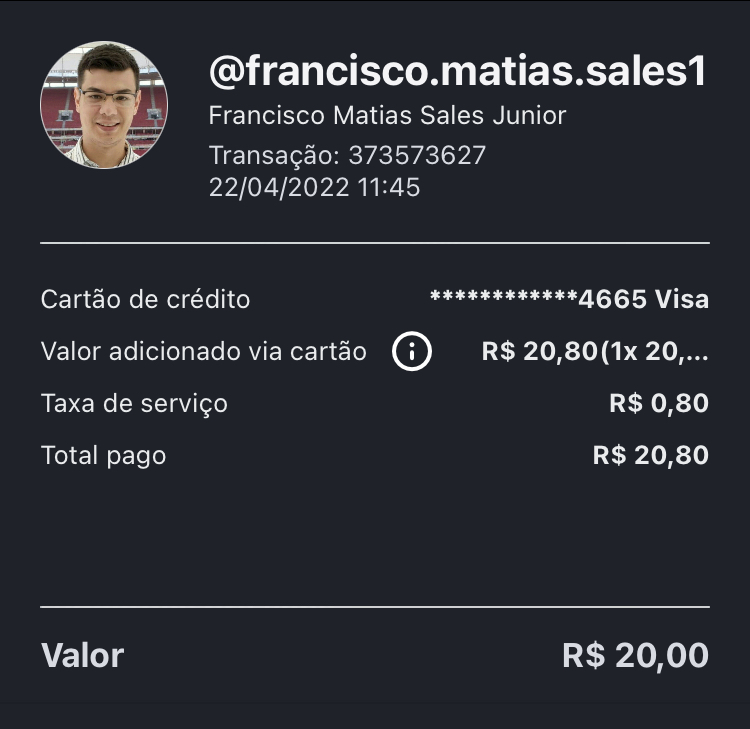 @francisco.matias.sales1
Francisco Matias Sales Junior
Transação: 373573627
22/04/2022 11:45
Cartão de crédito ************4665 Visa
Valor adicionado via cartão R$ 20,80(1x 20,...
Taxa de serviço R$ 0,80
Total pago R$ 20,80
Valor R$ 20,00